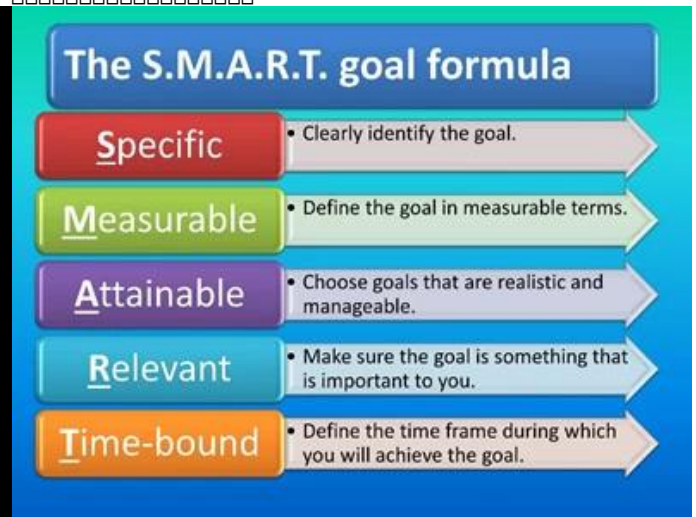 The S.M.A.R.T. goal formula
Specific
• Clearly identify the goal.
Measurable
• Define the goal in measurable terms.
Attainable
• Choose goals that are realistic and
manageable.
Relevant
• Make sure the goal is something that
is important to you.
Time-bound
• Define the time frame during which
you will achieve the goal.